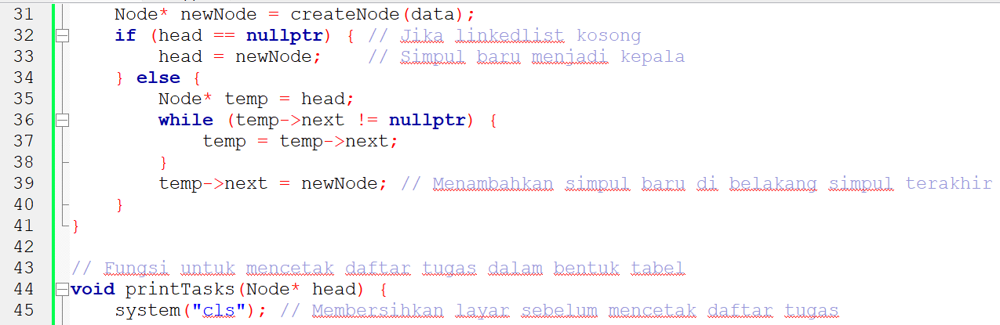 31 Node* newNode = createNode(data);
32 if (head == nullptr) { // Jika linkedlist kosong
33 head = newNode; // Simpul baru menjadi kepala
34 } else {
35 Node* temp = head;
36 while (temp->next != nullptr) {
37 temp = temp->next;
38 }
39 temp->next = newNode; // Menambahkan simpul baru di belakang simpul terakhir
40 }
41 }
42
43 // Fungsi untuk mencetak daftar tugas dalam bentuk tabel
44 void printTasks(Node* head) {
45 system("cls"); // Membersihkan layar sebelum mencetak daftar tugas